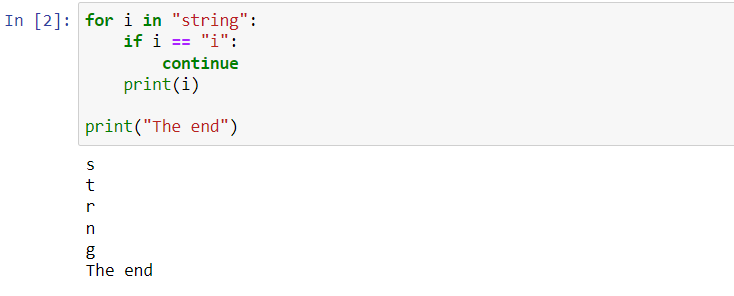 In [2]: for i in "string":
    if i == "i":
        continue
    print(i)

print("The end")
s
t
r
n
g
The end